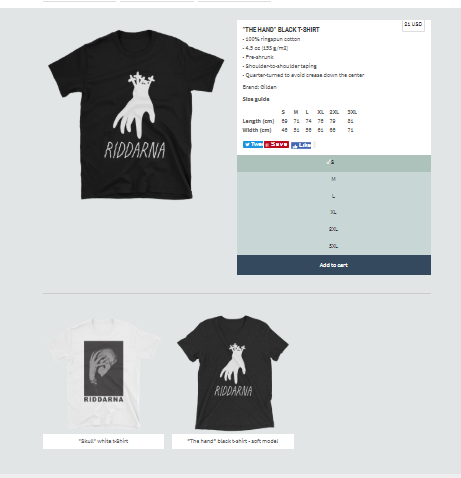 21 USD
"THE HAND" BLACK T-SHIRT
- 100% ringspun cotton
- 4.5 oz (153 g/m2)
- Pre-shrunk
- Shoulder-to-shoulder taping
- Quarter-turned to avoid crease down the center
Brand: Gildan
Size guide
S M L XL 2XL 3XL
Length (cm) 69 71 74 76 79 81
Width (cm) 46 51 56 61 66 71
Tweet Save Like
RIDDARNA
S
M
L
XL
2XL
3XL
Add to cart
RIDDARNA
RIDDARNA
"Skull" white t-Shirt
"The hand" black t-shirt - soft model